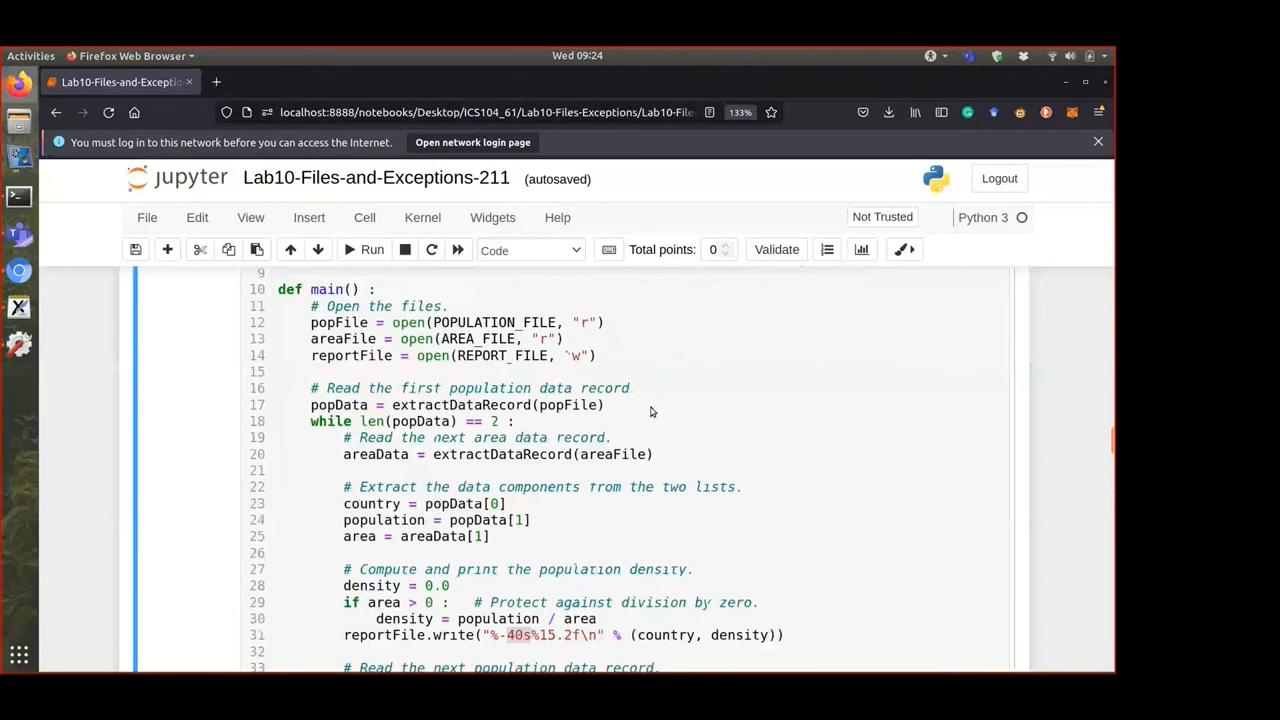 Activities Firefox Web Browser Wed 09:24
Lab10-Files-and-Exceptio
localhost:8888/notebooks/Desktop/ICS104_61/Lab10-Files-Exceptions/Lab10-File 133%
You must log in to this network before you can access the Internet. Open network login page
jupyter Lab10-Files-and-Exceptions-211 (autosaved) Logout
File Edit View Insert Cell Kernel Widgets Help Not Trusted Python 3
Run Code Total points: 0 Validate
9
10 def main() :
11 # Open the files.
12 popFile = open(POPULATION_FILE, "r")
13 areaFile = open(AREA_FILE, "r")
14 reportFile = open(REPORT_FILE, "w")
15
16 # Read the first population data record.
17 popData = extractDataRecord(popFile)
18 while len(popData) == 2 :
19 # Read the next area data record.
20 areaData = extractDataRecord(areaFile)
21
22 # Extract the data components from the two lists.
23 country = popData[0]
24 population = popData[1]
25 area = areaData[1]
26
27 # Compute and print the population density.
28 density = 0.0
29 if area > 0 : # Protect against division by zero.
30 density = population / area
31 reportFile.write("%-40s%15.2f\n" % (country, density))
32
33 # Read the next population data record.